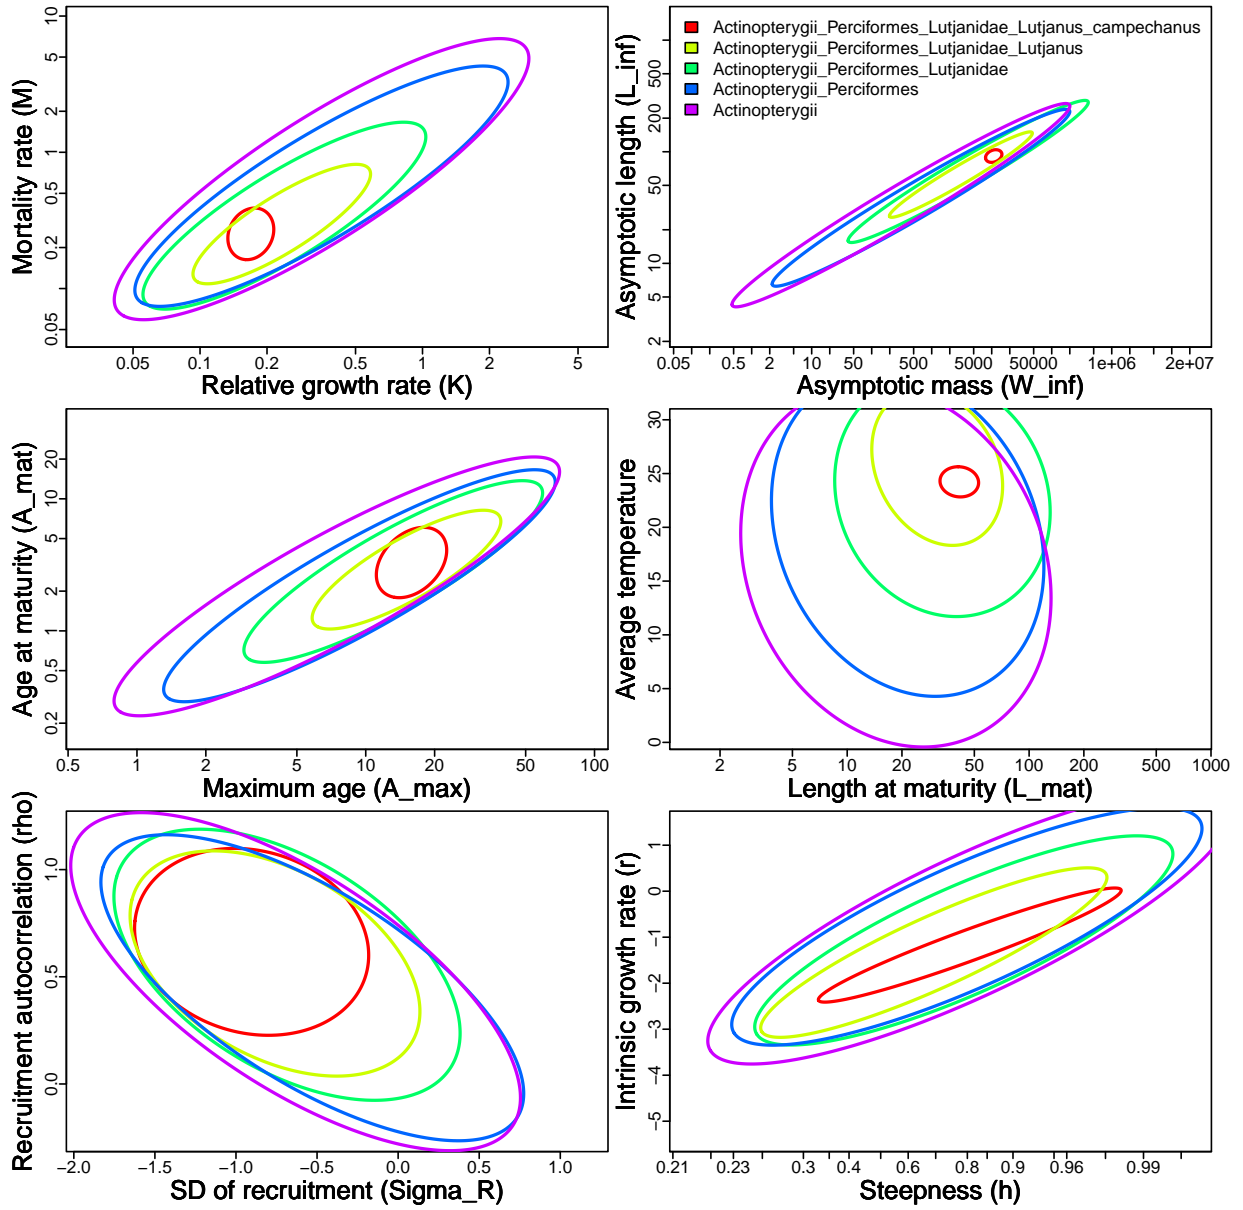 Mortality rate (M)
10
5
2
1
0.5
0.2
0.05
0.05 0.1 0.2 0.5 1 2 5
Relative growth rate (K)
Asymptotic length (L_inf)
500
200
50
10
5
2
Actinopterygii_Perciformes_Lutjanidae_Lutjanus_campechanus
Actinopterygii_Perciformes_Lutjanidae_Lutjanus
Actinopterygii_Perciformes_Lutjanidae
Actinopterygii_Perciformes
Actinopterygii
0.05 0.5 2 10 50 500 5000 50000 1e+06 2e+07
Asymptotic mass (W_inf)
Age at maturity (A_mat)
20
10
5
2
1
0.5
0.2
0.5 1 2 5 10 20 50 100
Maximum age (A_max)
Average temperature
30
25
20
15
10
5
0
2 5 10 20 50 100 200 500 1000
Length at maturity (L_mat)
Recruitment autocorrelation (rho)
1.0
0.5
0.0
−2.0 −1.5 −1.0 −0.5 0.0 0.5 1.0
SD of recruitment (Sigma_R)
Intrinsic growth rate (r)
1
0
−1
−2
−3
−4
−5
0.21 0.23 0.3 0.4 0.6 0.8 0.9 0.96 0.99
Steepness (h)